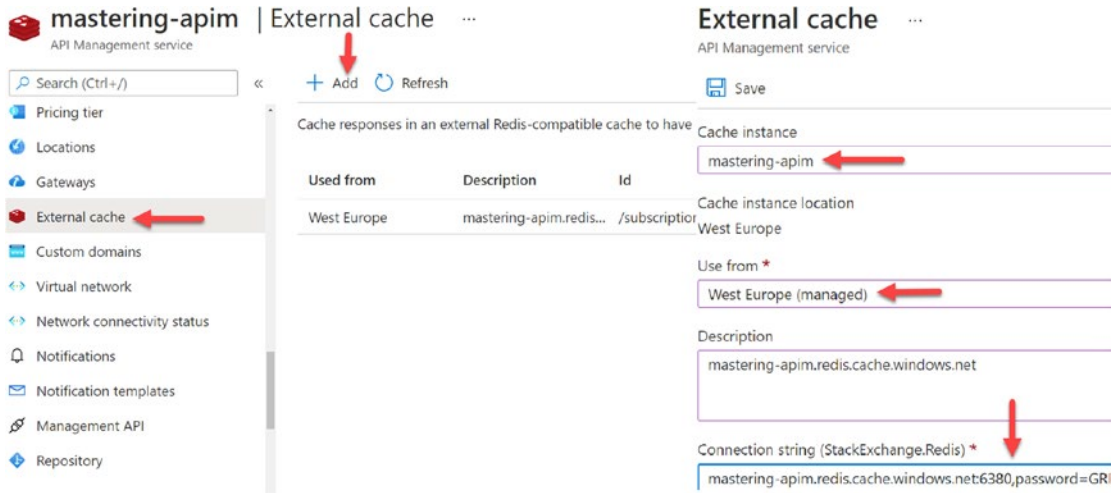 mastering-apim | External cache ...
API Management service
Search (Ctrl+/) «
Pricing tier
Locations
Gateways
External cache
Custom domains
Virtual network
Network connectivity status
Notifications
Notification templates
Management API
Repository
+ Add Refresh
Cache responses in an external Redis-compatible cache to have
Used from Description Id
West Europe mastering-apim.redis... /subscription
External cache ...
API Management service
Save
Cache instance
mastering-apim
Cache instance location
West Europe
Use from *
West Europe (managed)
Description
mastering-apim.redis.cache.windows.net
Connection string (StackExchange.Redis) *
mastering-apim.redis.cache.windows.net:6380,password=GR